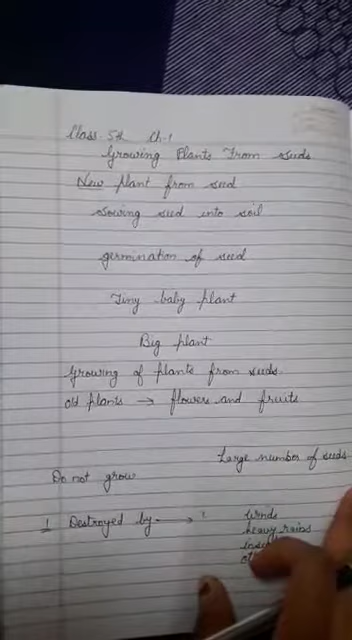 Class 5th Ch-1
Growing Plants From seeds
New plant from seed
Sowing seed into soil
germination of seed
Tiny baby plant
Big plant
Growing of plants from seeds
Old plants → flowers and fruits
Large number of seeds
Do not grow
1 Destroyed by →
winds
heavy rains